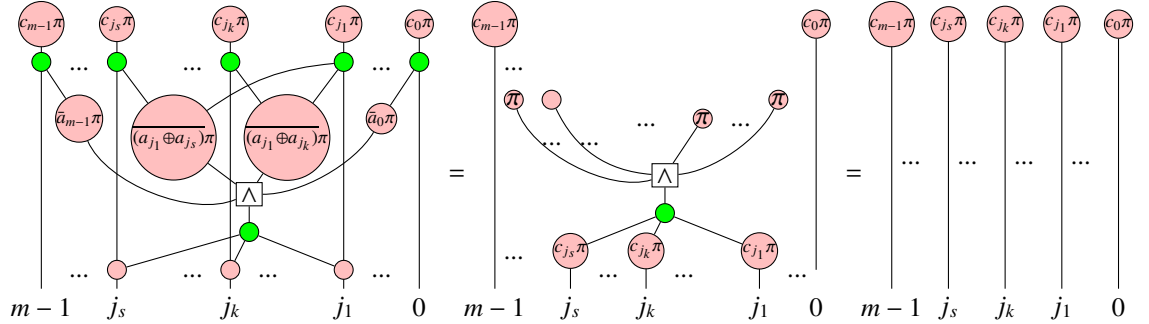 c_{m−1}π c_{j_s}π c_{j_k}π c_{j_1}π c_0π c_{m−1}π c_0π c_{m−1}π c_{j_s}π c_{j_k}π c_{j_1}π c_0π
... ... ... ...
π π
ā_{m−1}π ā_0π ... π ...
\overline{(a_{j_1}⊕a_{j_s})}π \overline{(a_{j_1}⊕a_{j_k})}π ... ...
... ... ... ...
= ∧ =
∧
c_{j_s}π c_{j_k}π c_{j_1}π
...
... ... ... ... ... ... ...
m − 1 j_s j_k j_1 0 m − 1 j_s j_k j_1 0 m − 1 j_s j_k j_1 0